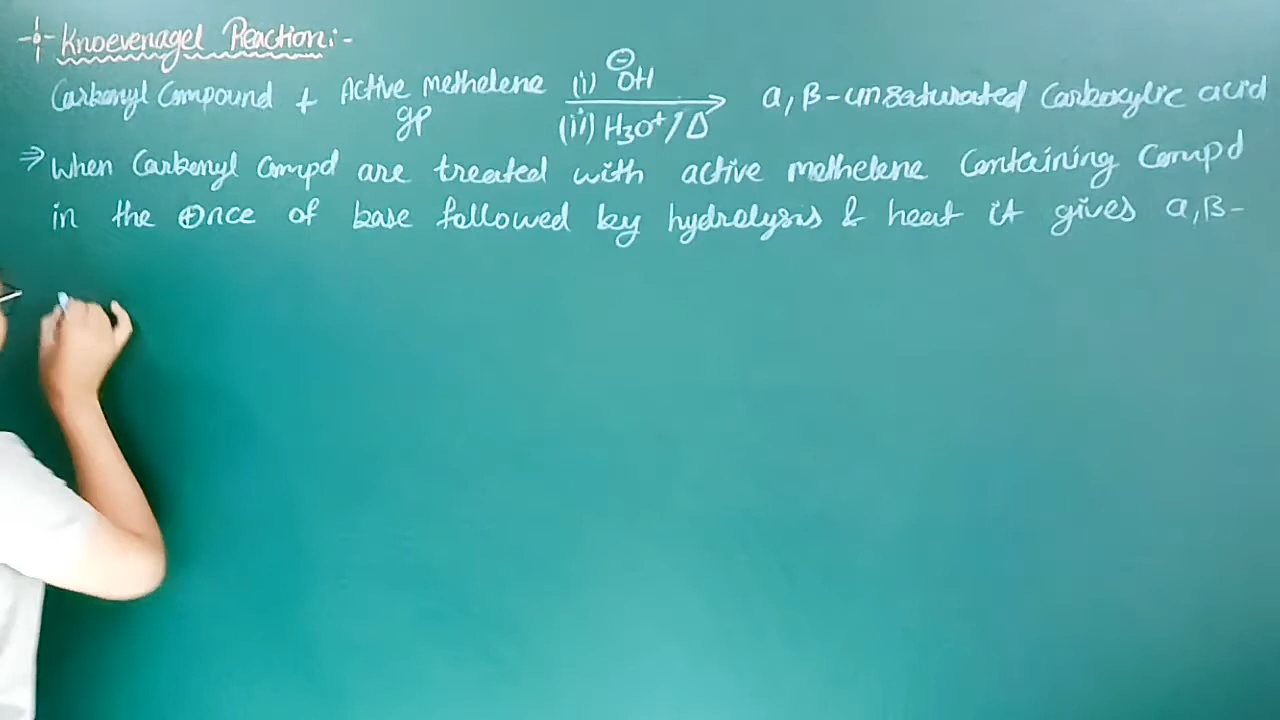 Knoevenagel Reaction:-
Carbonyl Compound + Active methelene gp (i) ⊖OH (ii) H3O+/Δ → α, β-unsaturated Carboxylic acid
⇒ When Carbonyl Compd are treated with active methelene Containing Compd
in the ⊕nce of base followed by hydrolysis & heat it gives α,β-